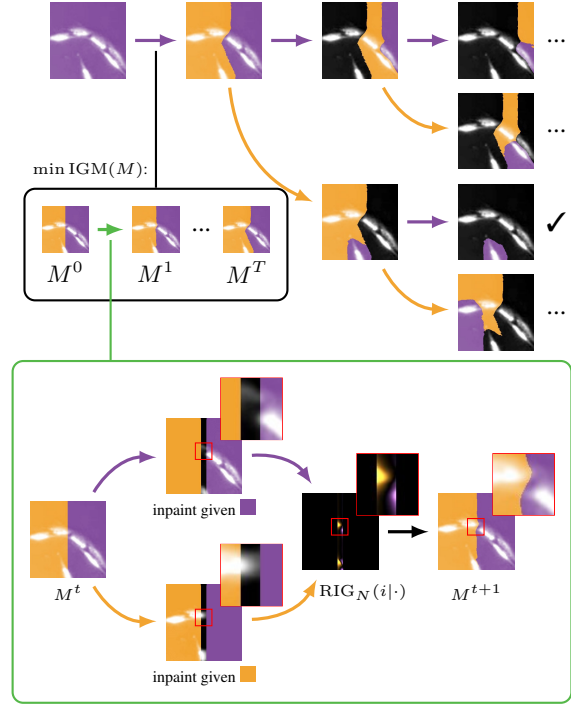 ...
...
min IGM(M):
✓
...
M^0 M^1 M^T
...
inpaint given
M^t
RIG_N(i|·)
M^{t+1}
inpaint given